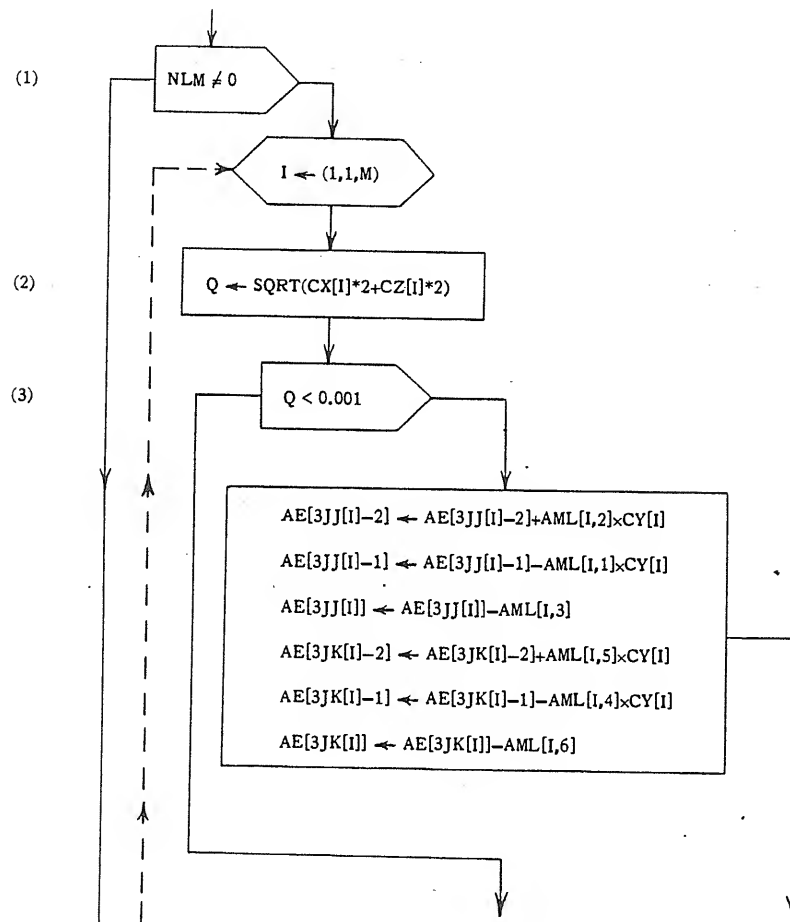 (1) NLM ≠ 0
I ← (1,1,M)
(2) Q ← SQRT(CX[I]*2+CZ[I]*2)
(3) Q < 0.001
AE[3JJ[I]−2] ← AE[3JJ[I]−2]+AML[I,2]×CY[I]
AE[3JJ[I]−1] ← AE[3JJ[I]−1]−AML[I,1]×CY[I]
AE[3JJ[I]] ← AE[3JJ[I]]−AML[I,3]
AE[3JK[I]−2] ← AE[3JK[I]−2]+AML[I,5]×CY[I]
AE[3JK[I]−1] ← AE[3JK[I]−1]−AML[I,4]×CY[I]
AE[3JK[I]] ← AE[3JK[I]]−AML[I,6]